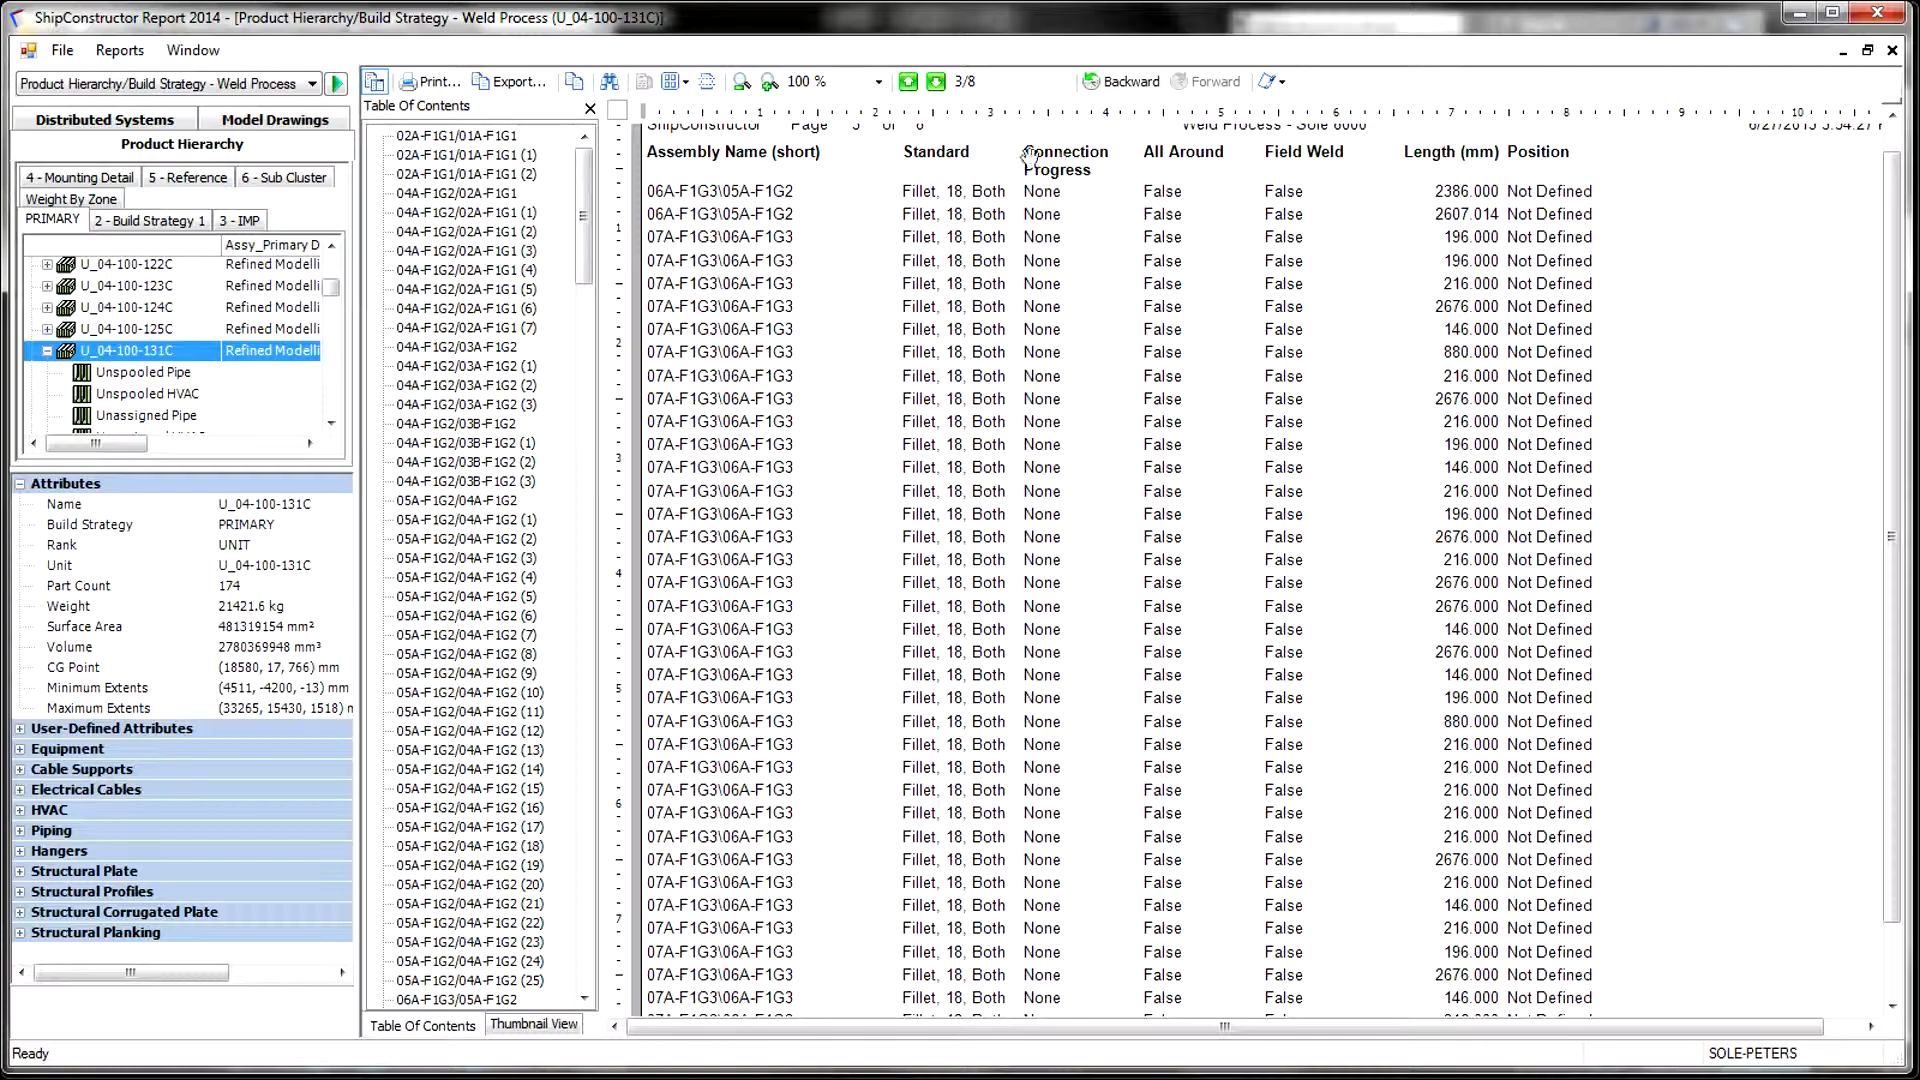 ShipConstructor Report 2014 - [Product Hierarchy/Build Strategy - Weld Process (U_04-100-131C)]
File Reports Window
Product Hierarchy/Build Strategy - Weld Process
Print... Export... 100 % 3/8 Backward Forward
Distributed Systems Model Drawings
Product Hierarchy
4 - Mounting Detail 5 - Reference 6 - Sub Cluster
Weight By Zone
PRIMARY 2 - Build Strategy 1 3 - IMP
Assy_Primary D
U_04-100-122C Refined Modelli
U_04-100-123C Refined Modelli
U_04-100-124C Refined Modelli
U_04-100-125C Refined Modelli
U_04-100-131C Refined Modelli
Unspooled Pipe
Unspooled HVAC
Unassigned Pipe
Attributes
Name U_04-100-131C
Build Strategy PRIMARY
Rank UNIT
Unit U_04-100-131C
Part Count 174
Weight 21421.6 kg
Surface Area 481319154 mm²
Volume 2780369948 mm³
CG Point (18580, 17, 766) mm
Minimum Extents (4511, -4200, -13) mm
Maximum Extents (33265, 15430, 1518) r
User-Defined Attributes
Equipment
Cable Supports
Electrical Cables
HVAC
Piping
Hangers
Structural Plate
Structural Profiles
Structural Corrugated Plate
Structural Planking
Table Of Contents
02A-F1G1/01A-F1G1
02A-F1G1/01A-F1G1 (1)
02A-F1G1/01A-F1G1 (2)
04A-F1G2/02A-F1G1
04A-F1G2/02A-F1G1 (1)
04A-F1G2/02A-F1G1 (2)
04A-F1G2/02A-F1G1 (3)
04A-F1G2/02A-F1G1 (4)
04A-F1G2/02A-F1G1 (5)
04A-F1G2/02A-F1G1 (6)
04A-F1G2/02A-F1G1 (7)
04A-F1G2/03A-F1G2
04A-F1G2/03A-F1G2 (1)
04A-F1G2/03A-F1G2 (2)
04A-F1G2/03A-F1G2 (3)
04A-F1G2/03B-F1G2
04A-F1G2/03B-F1G2 (1)
04A-F1G2/03B-F1G2 (2)
04A-F1G2/03B-F1G2 (3)
05A-F1G2/04A-F1G2
05A-F1G2/04A-F1G2 (1)
05A-F1G2/04A-F1G2 (2)
05A-F1G2/04A-F1G2 (3)
05A-F1G2/04A-F1G2 (4)
05A-F1G2/04A-F1G2 (5)
05A-F1G2/04A-F1G2 (6)
05A-F1G2/04A-F1G2 (7)
05A-F1G2/04A-F1G2 (8)
05A-F1G2/04A-F1G2 (9)
05A-F1G2/04A-F1G2 (10)
05A-F1G2/04A-F1G2 (11)
05A-F1G2/04A-F1G2 (12)
05A-F1G2/04A-F1G2 (13)
05A-F1G2/04A-F1G2 (14)
05A-F1G2/04A-F1G2 (15)
05A-F1G2/04A-F1G2 (16)
05A-F1G2/04A-F1G2 (17)
05A-F1G2/04A-F1G2 (18)
05A-F1G2/04A-F1G2 (19)
05A-F1G2/04A-F1G2 (20)
05A-F1G2/04A-F1G2 (21)
05A-F1G2/04A-F1G2 (22)
05A-F1G2/04A-F1G2 (23)
05A-F1G2/04A-F1G2 (24)
05A-F1G2/04A-F1G2 (25)
06A-F1G3/05A-F1G2
Table Of Contents Thumbnail View
1 2 3 4 5 6 7 8 9 10
1
2
3
4
5
6
7
ShipConstructor Page of 8 Weld Process - Sole 6000
Assembly Name (short) Standard Connection Progress All Around Field Weld Length (mm) Position
06A-F1G3\05A-F1G2 Fillet, 18, Both None False False 2386.000 Not Defined
06A-F1G3\05A-F1G2 Fillet, 18, Both None False False 2607.014 Not Defined
07A-F1G3\06A-F1G3 Fillet, 18, Both None False False 196.000 Not Defined
07A-F1G3\06A-F1G3 Fillet, 18, Both None False False 196.000 Not Defined
07A-F1G3\06A-F1G3 Fillet, 18, Both None False False 216.000 Not Defined
07A-F1G3\06A-F1G3 Fillet, 18, Both None False False 2676.000 Not Defined
07A-F1G3\06A-F1G3 Fillet, 18, Both None False False 146.000 Not Defined
07A-F1G3\06A-F1G3 Fillet, 18, Both None False False 880.000 Not Defined
07A-F1G3\06A-F1G3 Fillet, 18, Both None False False 216.000 Not Defined
07A-F1G3\06A-F1G3 Fillet, 18, Both None False False 2676.000 Not Defined
07A-F1G3\06A-F1G3 Fillet, 18, Both None False False 216.000 Not Defined
07A-F1G3\06A-F1G3 Fillet, 18, Both None False False 196.000 Not Defined
07A-F1G3\06A-F1G3 Fillet, 18, Both None False False 146.000 Not Defined
07A-F1G3\06A-F1G3 Fillet, 18, Both None False False 216.000 Not Defined
07A-F1G3\06A-F1G3 Fillet, 18, Both None False False 196.000 Not Defined
07A-F1G3\06A-F1G3 Fillet, 18, Both None False False 2676.000 Not Defined
07A-F1G3\06A-F1G3 Fillet, 18, Both None False False 216.000 Not Defined
07A-F1G3\06A-F1G3 Fillet, 18, Both None False False 2676.000 Not Defined
07A-F1G3\06A-F1G3 Fillet, 18, Both None False False 2676.000 Not Defined
07A-F1G3\06A-F1G3 Fillet, 18, Both None False False 146.000 Not Defined
07A-F1G3\06A-F1G3 Fillet, 18, Both None False False 2676.000 Not Defined
07A-F1G3\06A-F1G3 Fillet, 18, Both None False False 146.000 Not Defined
07A-F1G3\06A-F1G3 Fillet, 18, Both None False False 196.000 Not Defined
07A-F1G3\06A-F1G3 Fillet, 18, Both None False False 880.000 Not Defined
07A-F1G3\06A-F1G3 Fillet, 18, Both None False False 216.000 Not Defined
07A-F1G3\06A-F1G3 Fillet, 18, Both None False False 216.000 Not Defined
07A-F1G3\06A-F1G3 Fillet, 18, Both None False False 216.000 Not Defined
07A-F1G3\06A-F1G3 Fillet, 18, Both None False False 216.000 Not Defined
07A-F1G3\06A-F1G3 Fillet, 18, Both None False False 216.000 Not Defined
07A-F1G3\06A-F1G3 Fillet, 18, Both None False False 2676.000 Not Defined
07A-F1G3\06A-F1G3 Fillet, 18, Both None False False 216.000 Not Defined
07A-F1G3\06A-F1G3 Fillet, 18, Both None False False 146.000 Not Defined
07A-F1G3\06A-F1G3 Fillet, 18, Both None False False 216.000 Not Defined
07A-F1G3\06A-F1G3 Fillet, 18, Both None False False 196.000 Not Defined
07A-F1G3\06A-F1G3 Fillet, 18, Both None False False 2676.000 Not Defined
07A-F1G3\06A-F1G3 Fillet, 18, Both None False False 146.000 Not Defined
Ready SOLE-PETERS